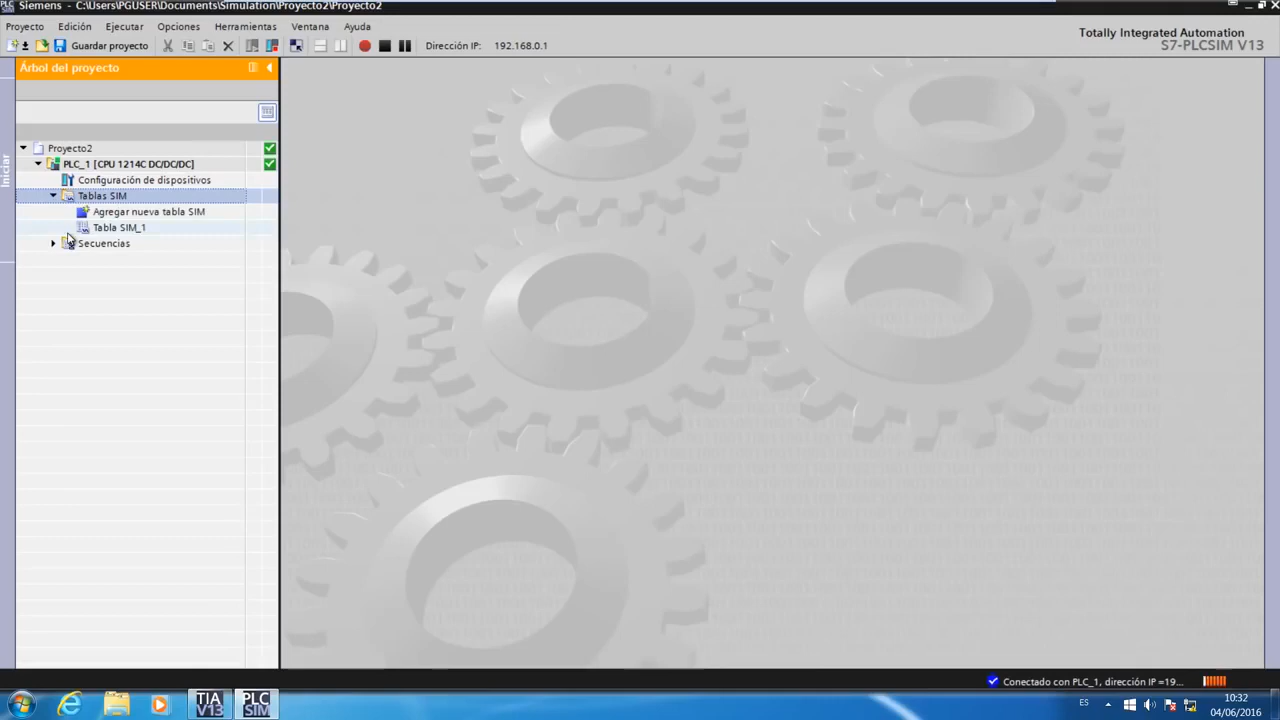 Siemens - C:\Users\PGUSER\Documents\Simulation\Proyecto2\Proyecto2
Proyecto Edición Ejecutar Opciones Herramientas Ventana Ayuda
Totally Integrated Automation
S7-PLCSIM V13
Guardar proyecto
Dirección IP: 192.168.0.1
Árbol del proyecto
Iniciar
Proyecto2
PLC_1 [CPU 1214C DC/DC/DC]
Configuración de dispositivos
Tablas SIM
Agregar nueva tabla SIM
Tabla SIM_1
Secuencias
Conectado con PLC_1, dirección IP =19...
TIA
V13
PLC
SIM
ES
10:32
04/06/2016